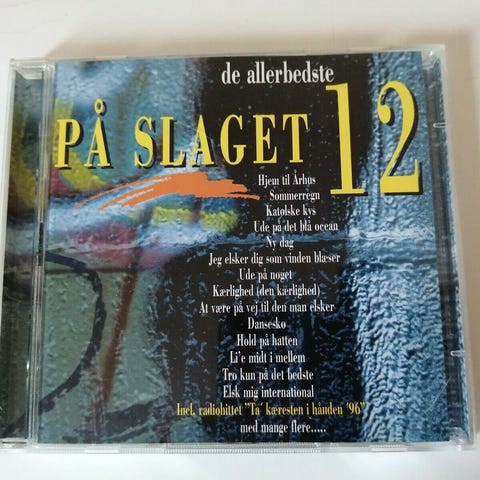 de allerbedste
PÅ SLAGET 12
Hjem til Århus
Sommerregn
Katolske kys
Ude på det blå ocean
Ny dag
Jeg elsker dig som vinden blæser
Ude på noget
Kærlighed (den kærlighed)
At være på vej til den man elsker
Dansesko
Hold på hatten
Li'e midt i mellem
Tro kun på det bedste
Elsk mig international
Incl. radiohittet "Ta' kæresten i hånden '96"
med mange flere.....